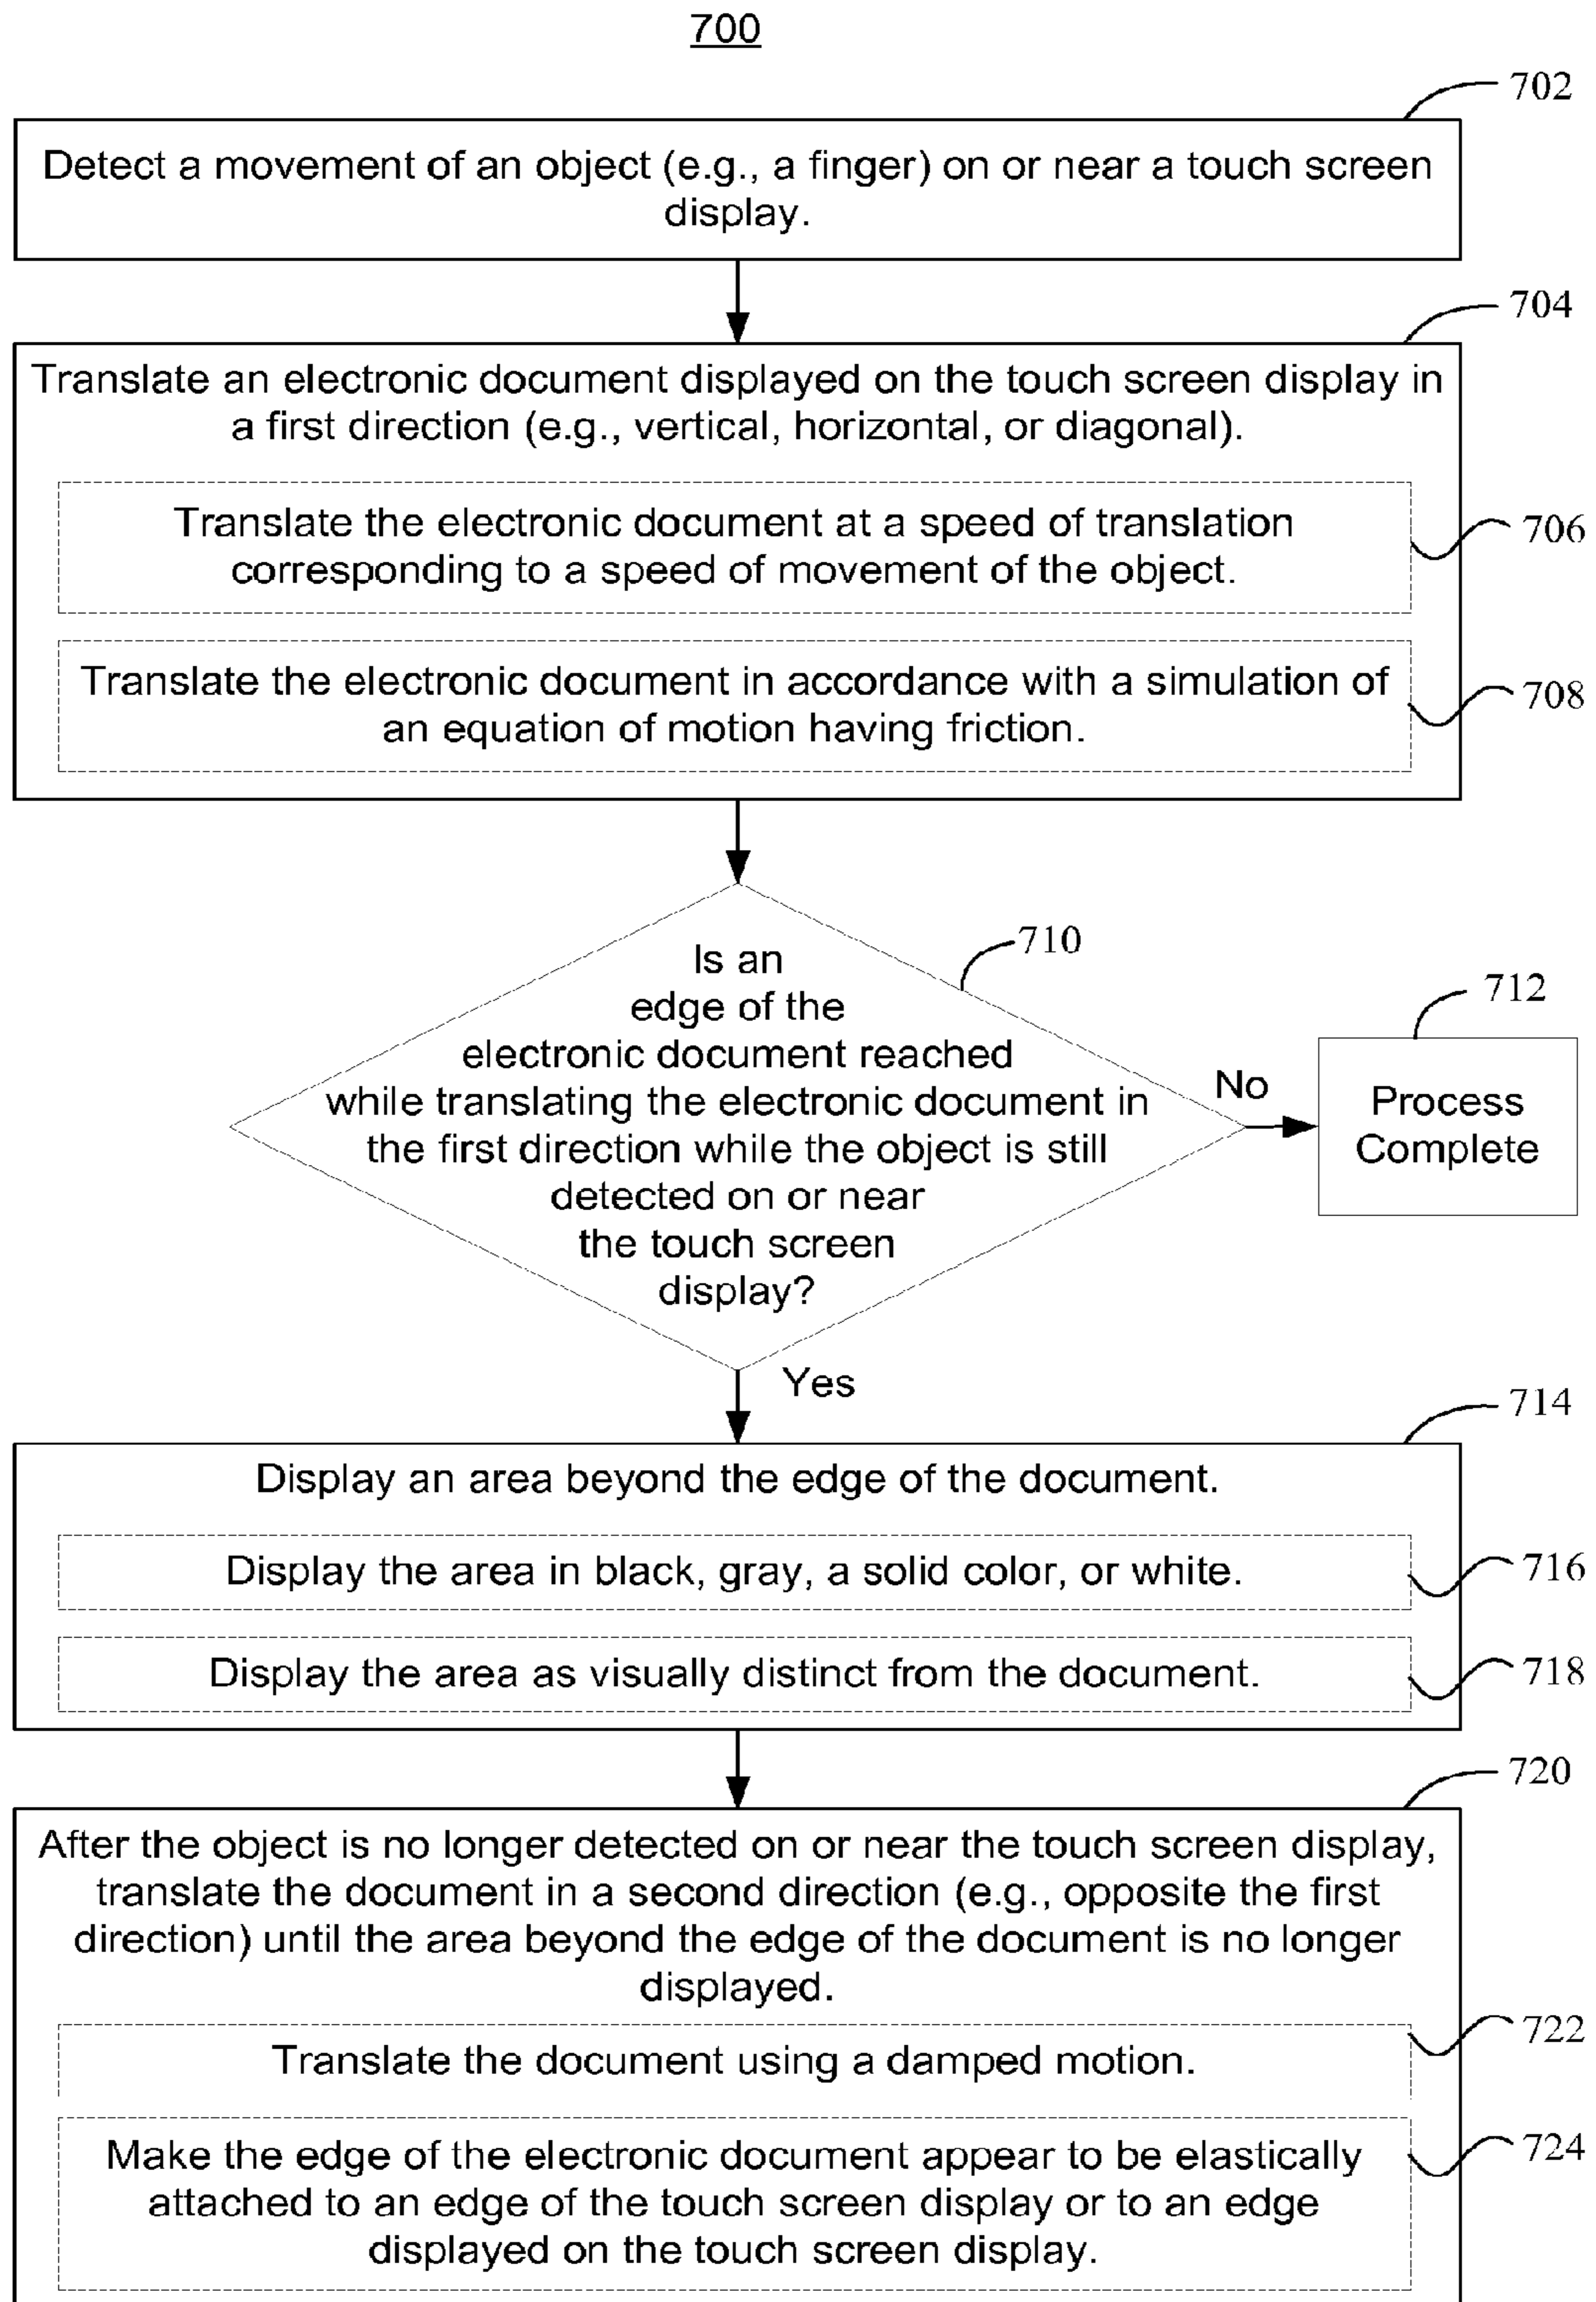 700
702
Detect a movement of an object (e.g., a finger) on or near a touch screen
display.
704
Translate an electronic document displayed on the touch screen display in
a first direction (e.g., vertical, horizontal, or diagonal).
Translate the electronic document at a speed of translation
corresponding to a speed of movement of the object.
706
Translate the electronic document in accordance with a simulation of
an equation of motion having friction.
708
Is an
edge of the
electronic document reached
while translating the electronic document in
the first direction while the object is still
detected on or near
the touch screen
display?
710
No
712
Process
Complete
Yes
714
Display an area beyond the edge of the document.
Display the area in black, gray, a solid color, or white.
716
Display the area as visually distinct from the document.
718
720
After the object is no longer detected on or near the touch screen display,
translate the document in a second direction (e.g., opposite the first
direction) until the area beyond the edge of the document is no longer
displayed.
Translate the document using a damped motion.
722
Make the edge of the electronic document appear to be elastically
attached to an edge of the touch screen display or to an edge
displayed on the touch screen display.
724